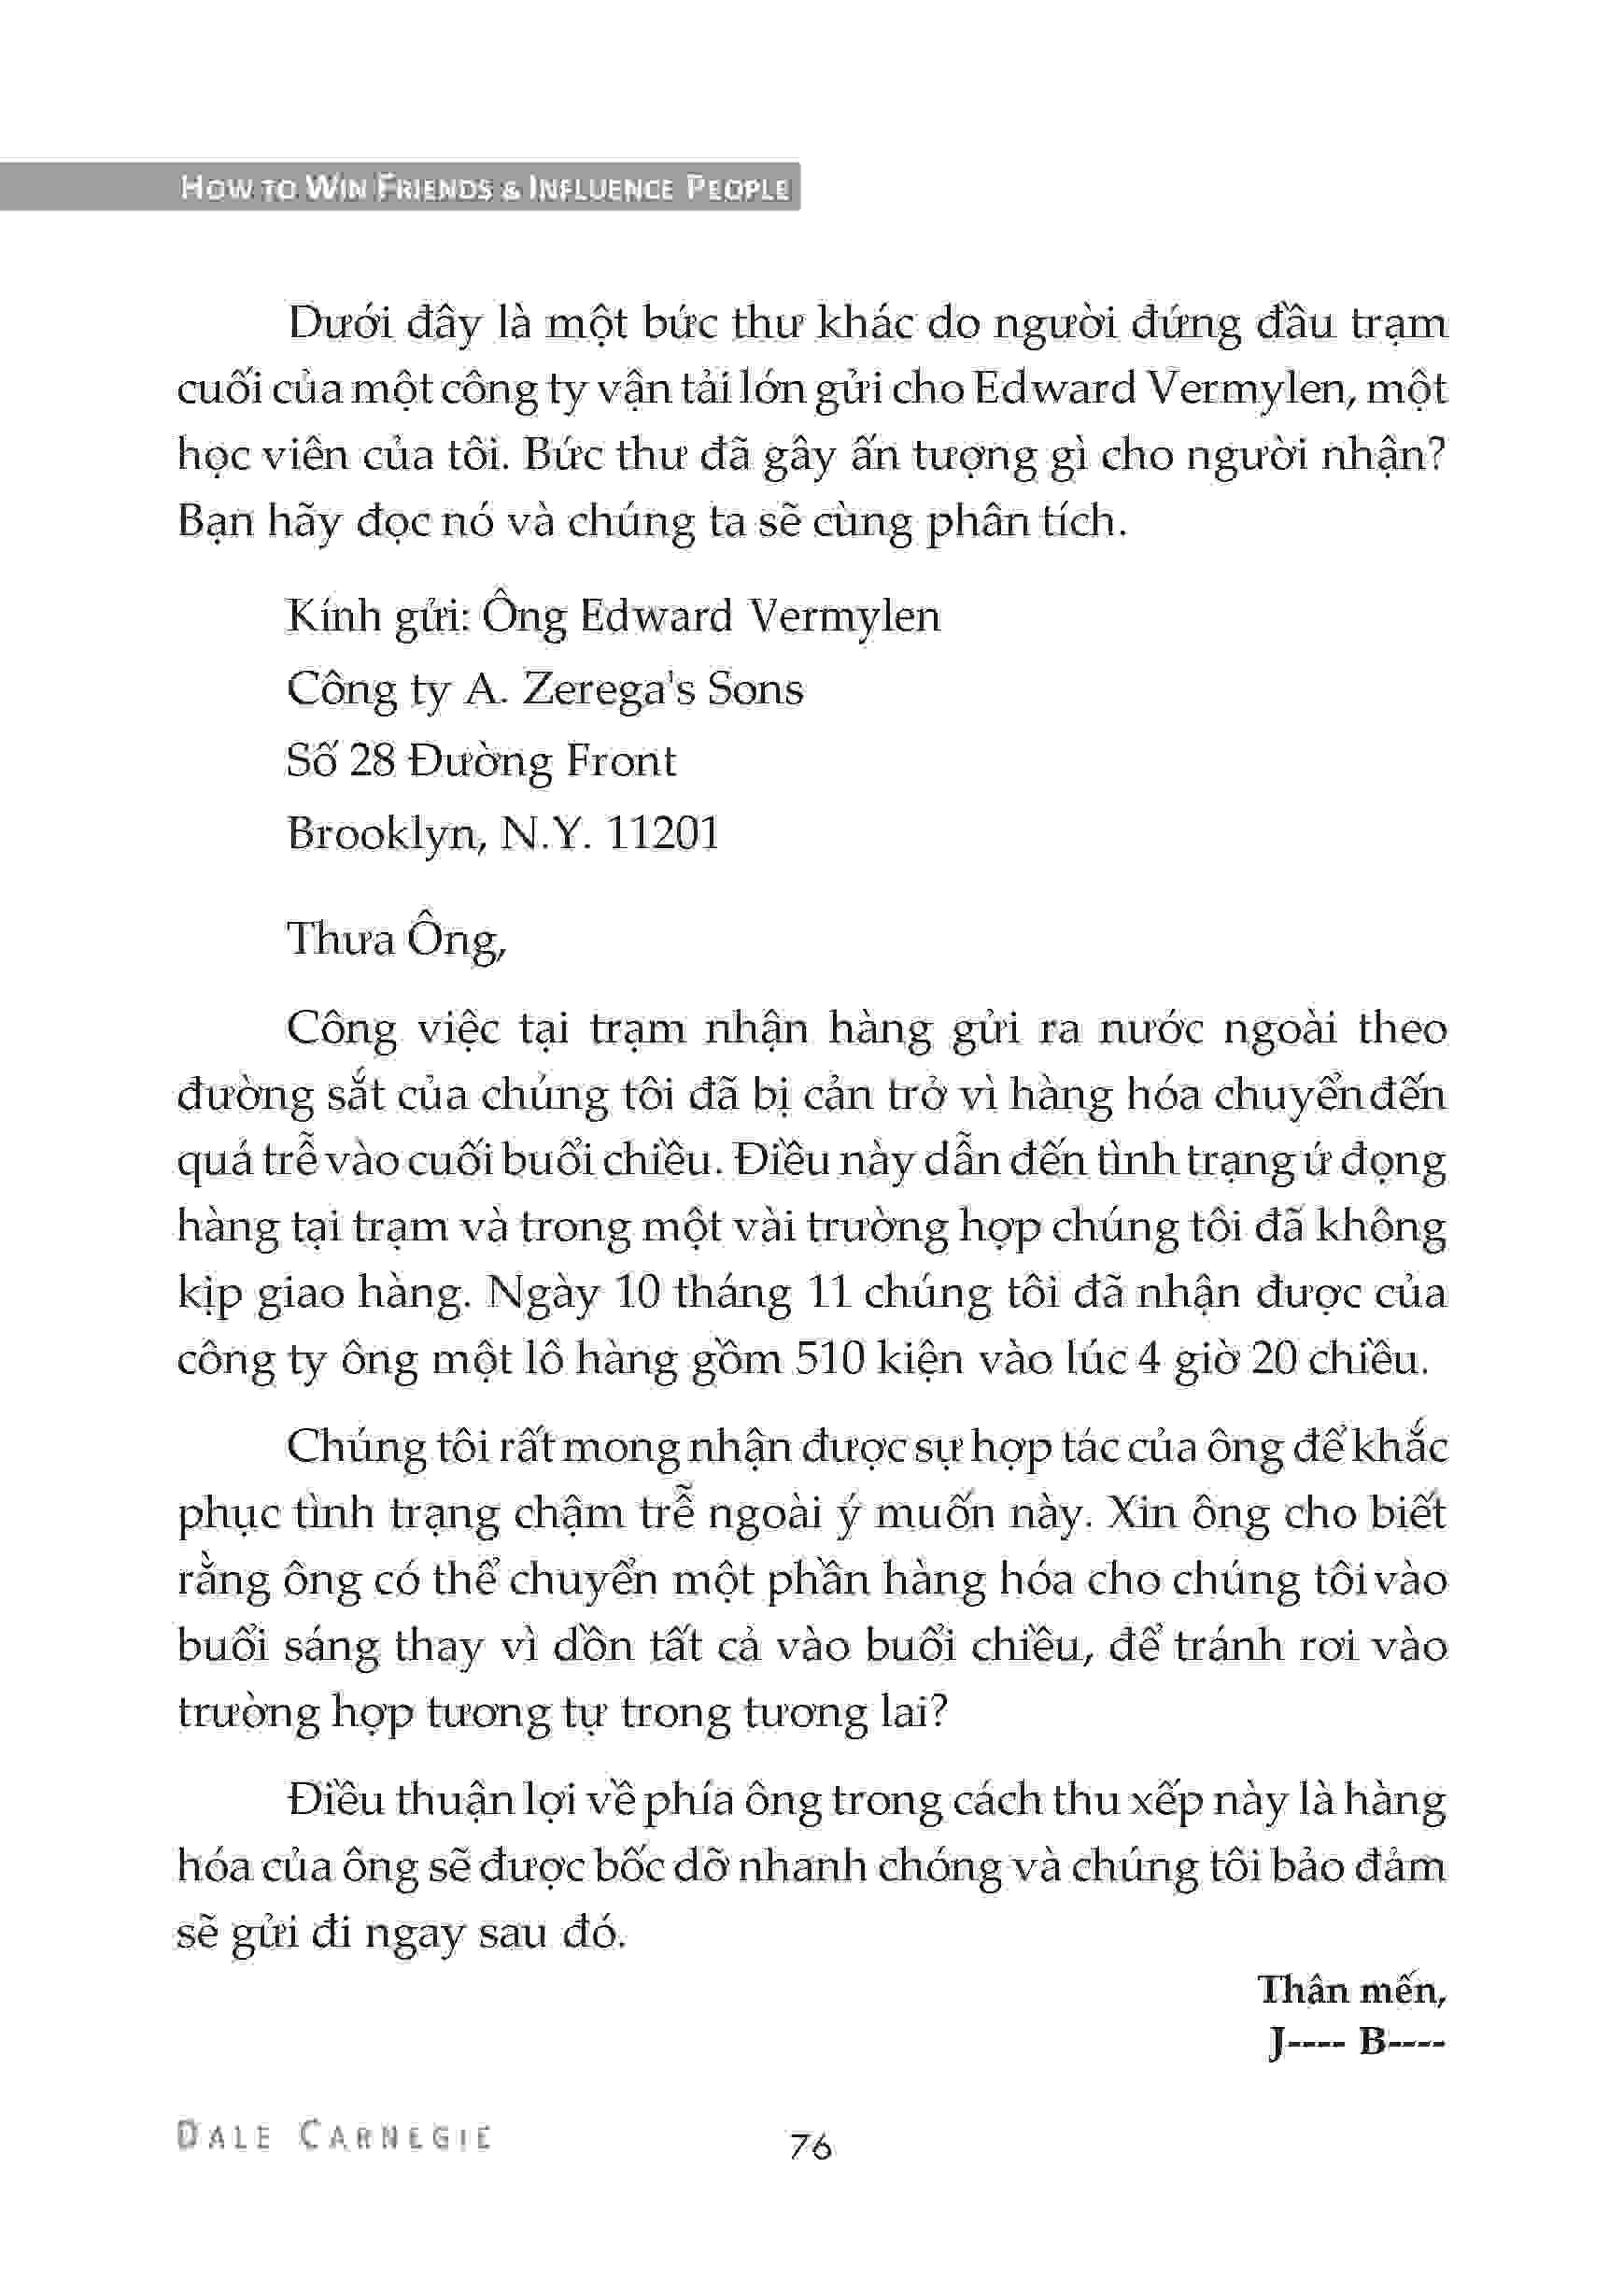 HOW TO WIN FRIENDS & INFLUENCE PEOPLE
Dưới đây là một bức thư khác do người đứng đầu trạm
cuối của một công ty vận tải lớn gửi cho Edward Vermylen, một
học viên của tôi. Bức thư đã gây ấn tượng gì cho người nhận?
Bạn hãy đọc nó và chúng ta sẽ cùng phân tích.
Kính gửi: Ông Edward Vermylen
Công ty A. Zerega's Sons
Số 28 Đường Front
Brooklyn, N.Y. 11201
Thưa Ông,
Công việc tại trạm nhận hàng gửi ra nước ngoài theo
đường sắt của chúng tôi đã bị cản trở vì hàng hóa chuyển đến
quá trễ vào cuối buổi chiều. Điều này dẫn đến tình trạng ứ đọng
hàng tại trạm và trong một vài trường hợp chúng tôi đã không
kịp giao hàng. Ngày 10 tháng 11 chúng tôi đã nhận được của
công ty ông một lô hàng gồm 510 kiện vào lúc 4 giờ 20 chiều.
Chúng tôi rất mong nhận được sự hợp tác của ông để khắc
phục tình trạng chậm trễ ngoài ý muốn này. Xin ông cho biết
rằng ông có thể chuyển một phần hàng hóa cho chúng tôi vào
buổi sáng thay vì dồn tất cả vào buổi chiều, để tránh rơi vào
trường hợp tương tự trong tương lai?
Điều thuận lợi về phía ông trong cách thu xếp này là hàng
hóa của ông sẽ được bốc dỡ nhanh chóng và chúng tôi bảo đảm
sẽ gửi đi ngay sau đó.
Thân mến,
J---- B----
DALE CARNEGIE
76